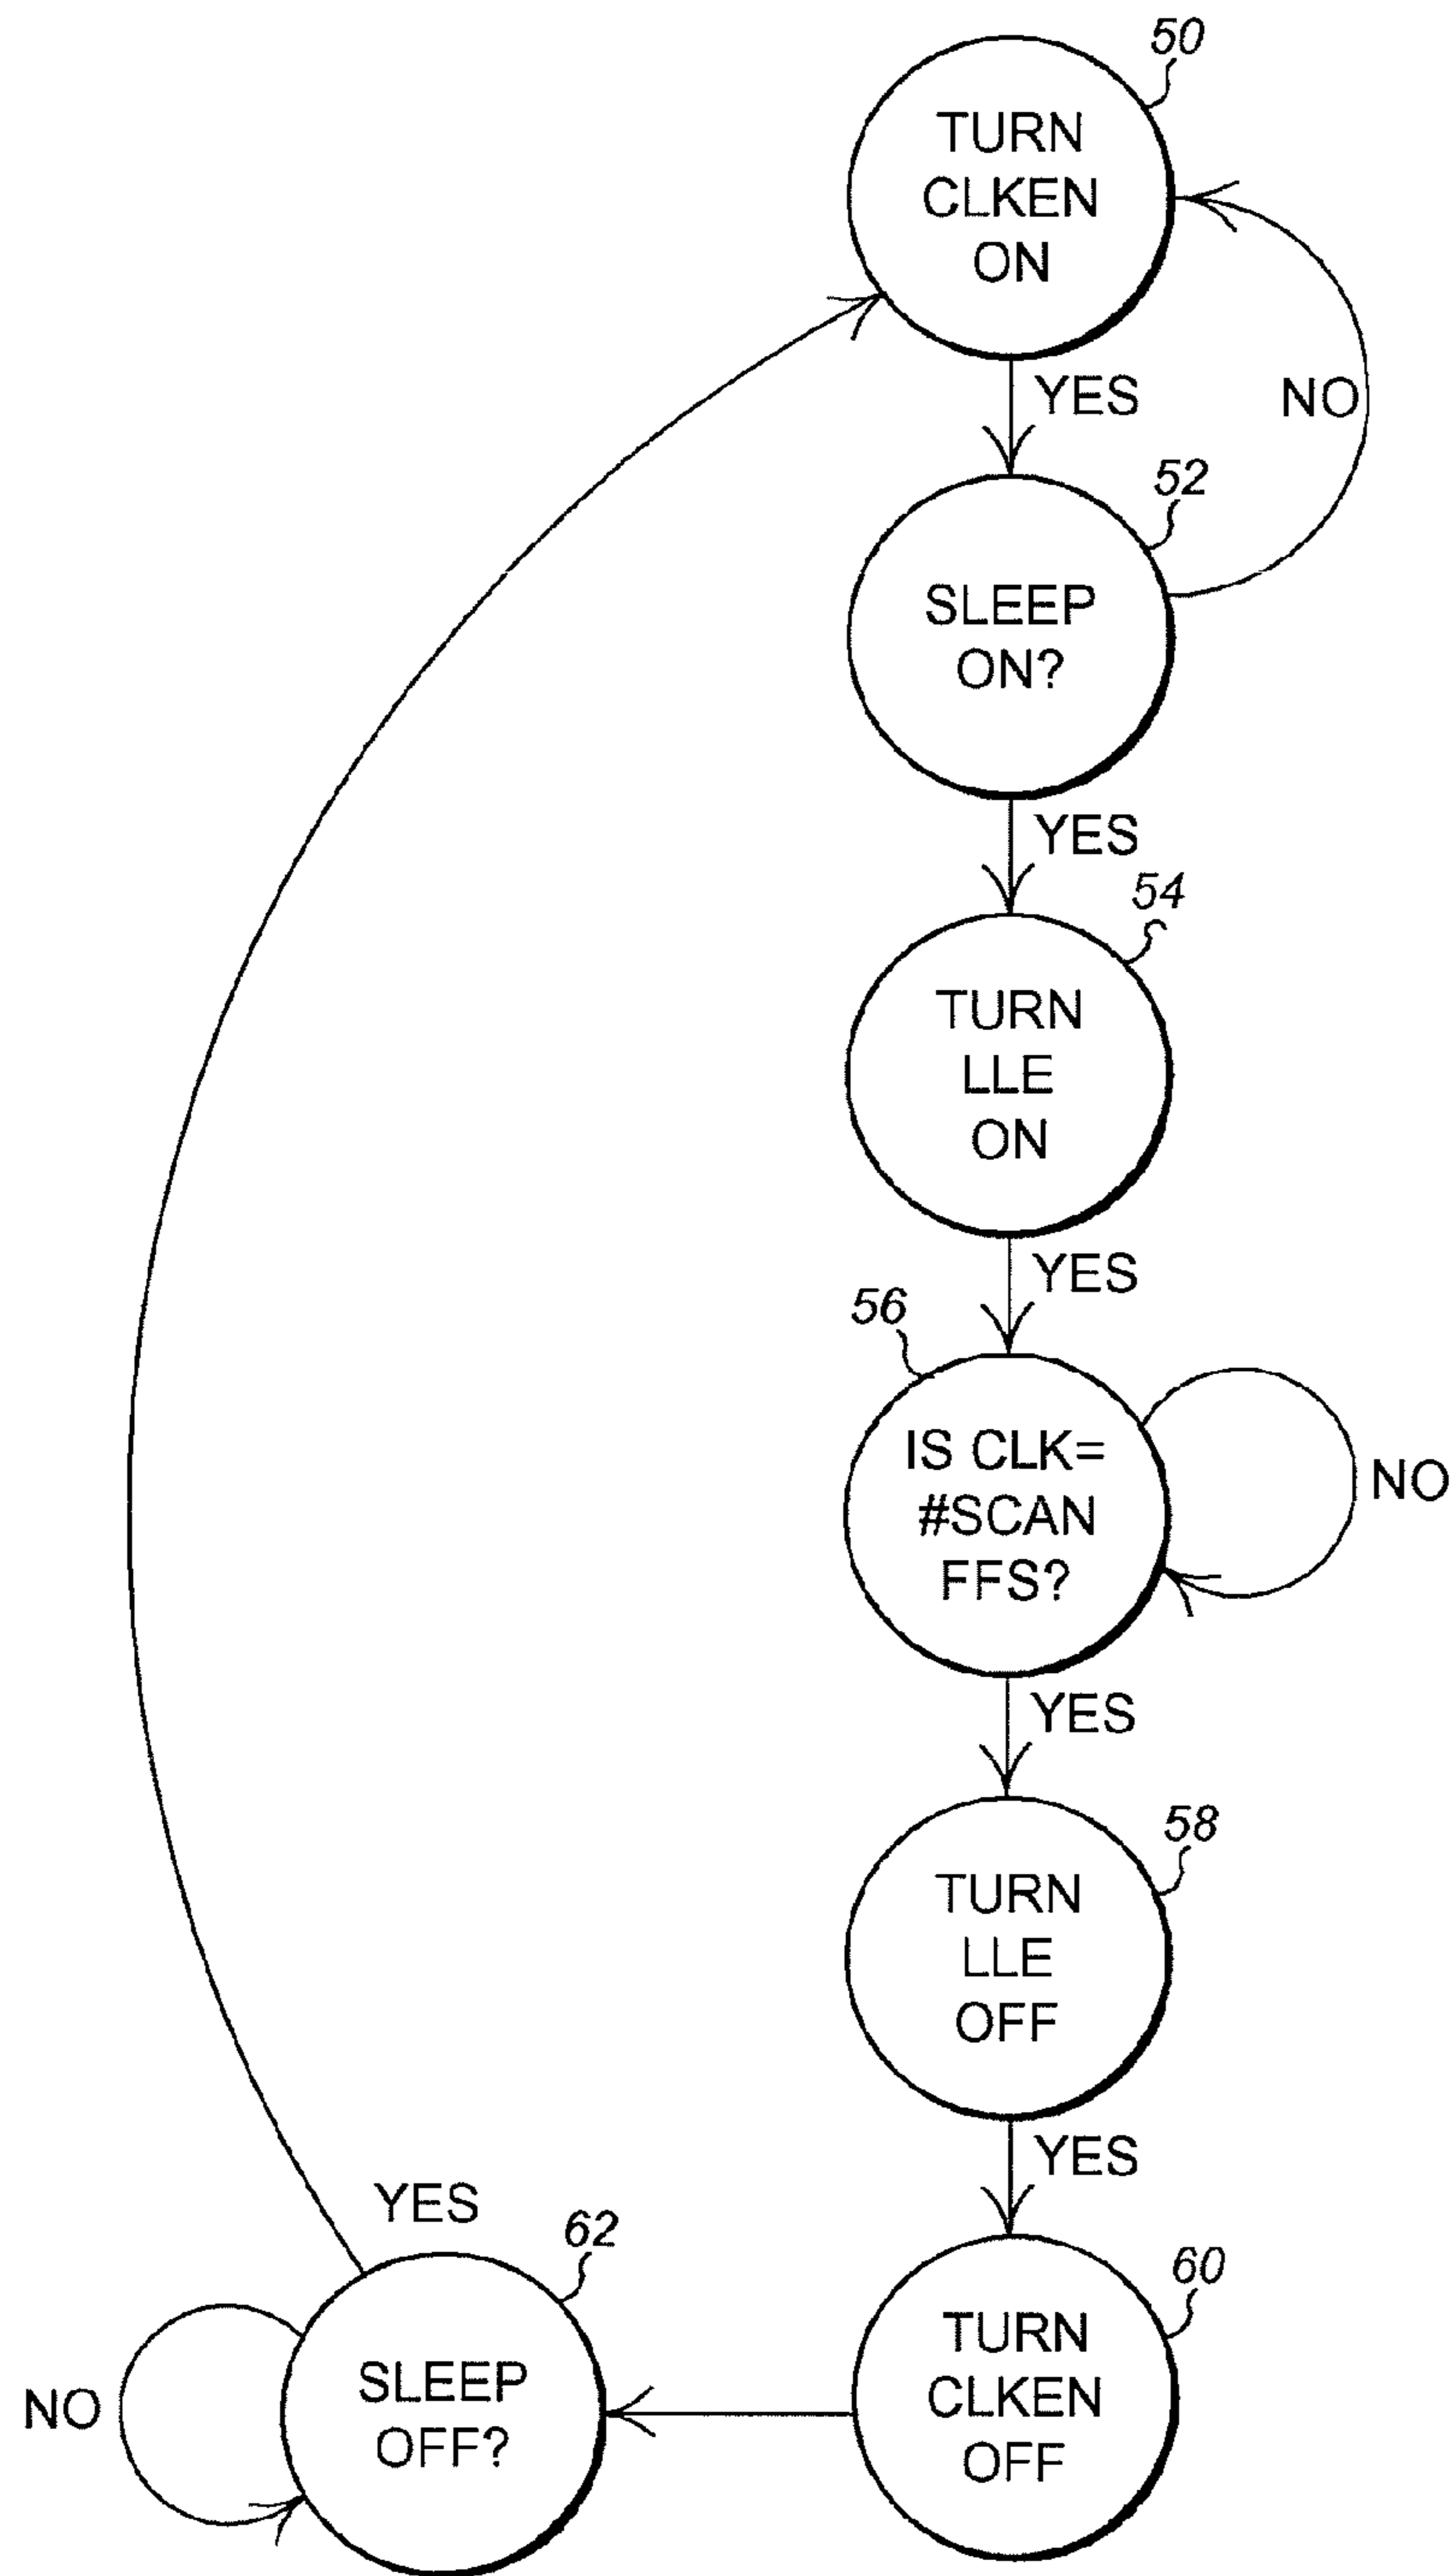 50
TURN
CLKEN
ON
YES
NO
52
SLEEP
ON?
YES
54
TURN
LLE
ON
YES
56
IS CLK=
#SCAN
FFS?
NO
YES
58
TURN
LLE
OFF
YES
60
TURN
CLKEN
OFF
YES
62
SLEEP
OFF?
NO